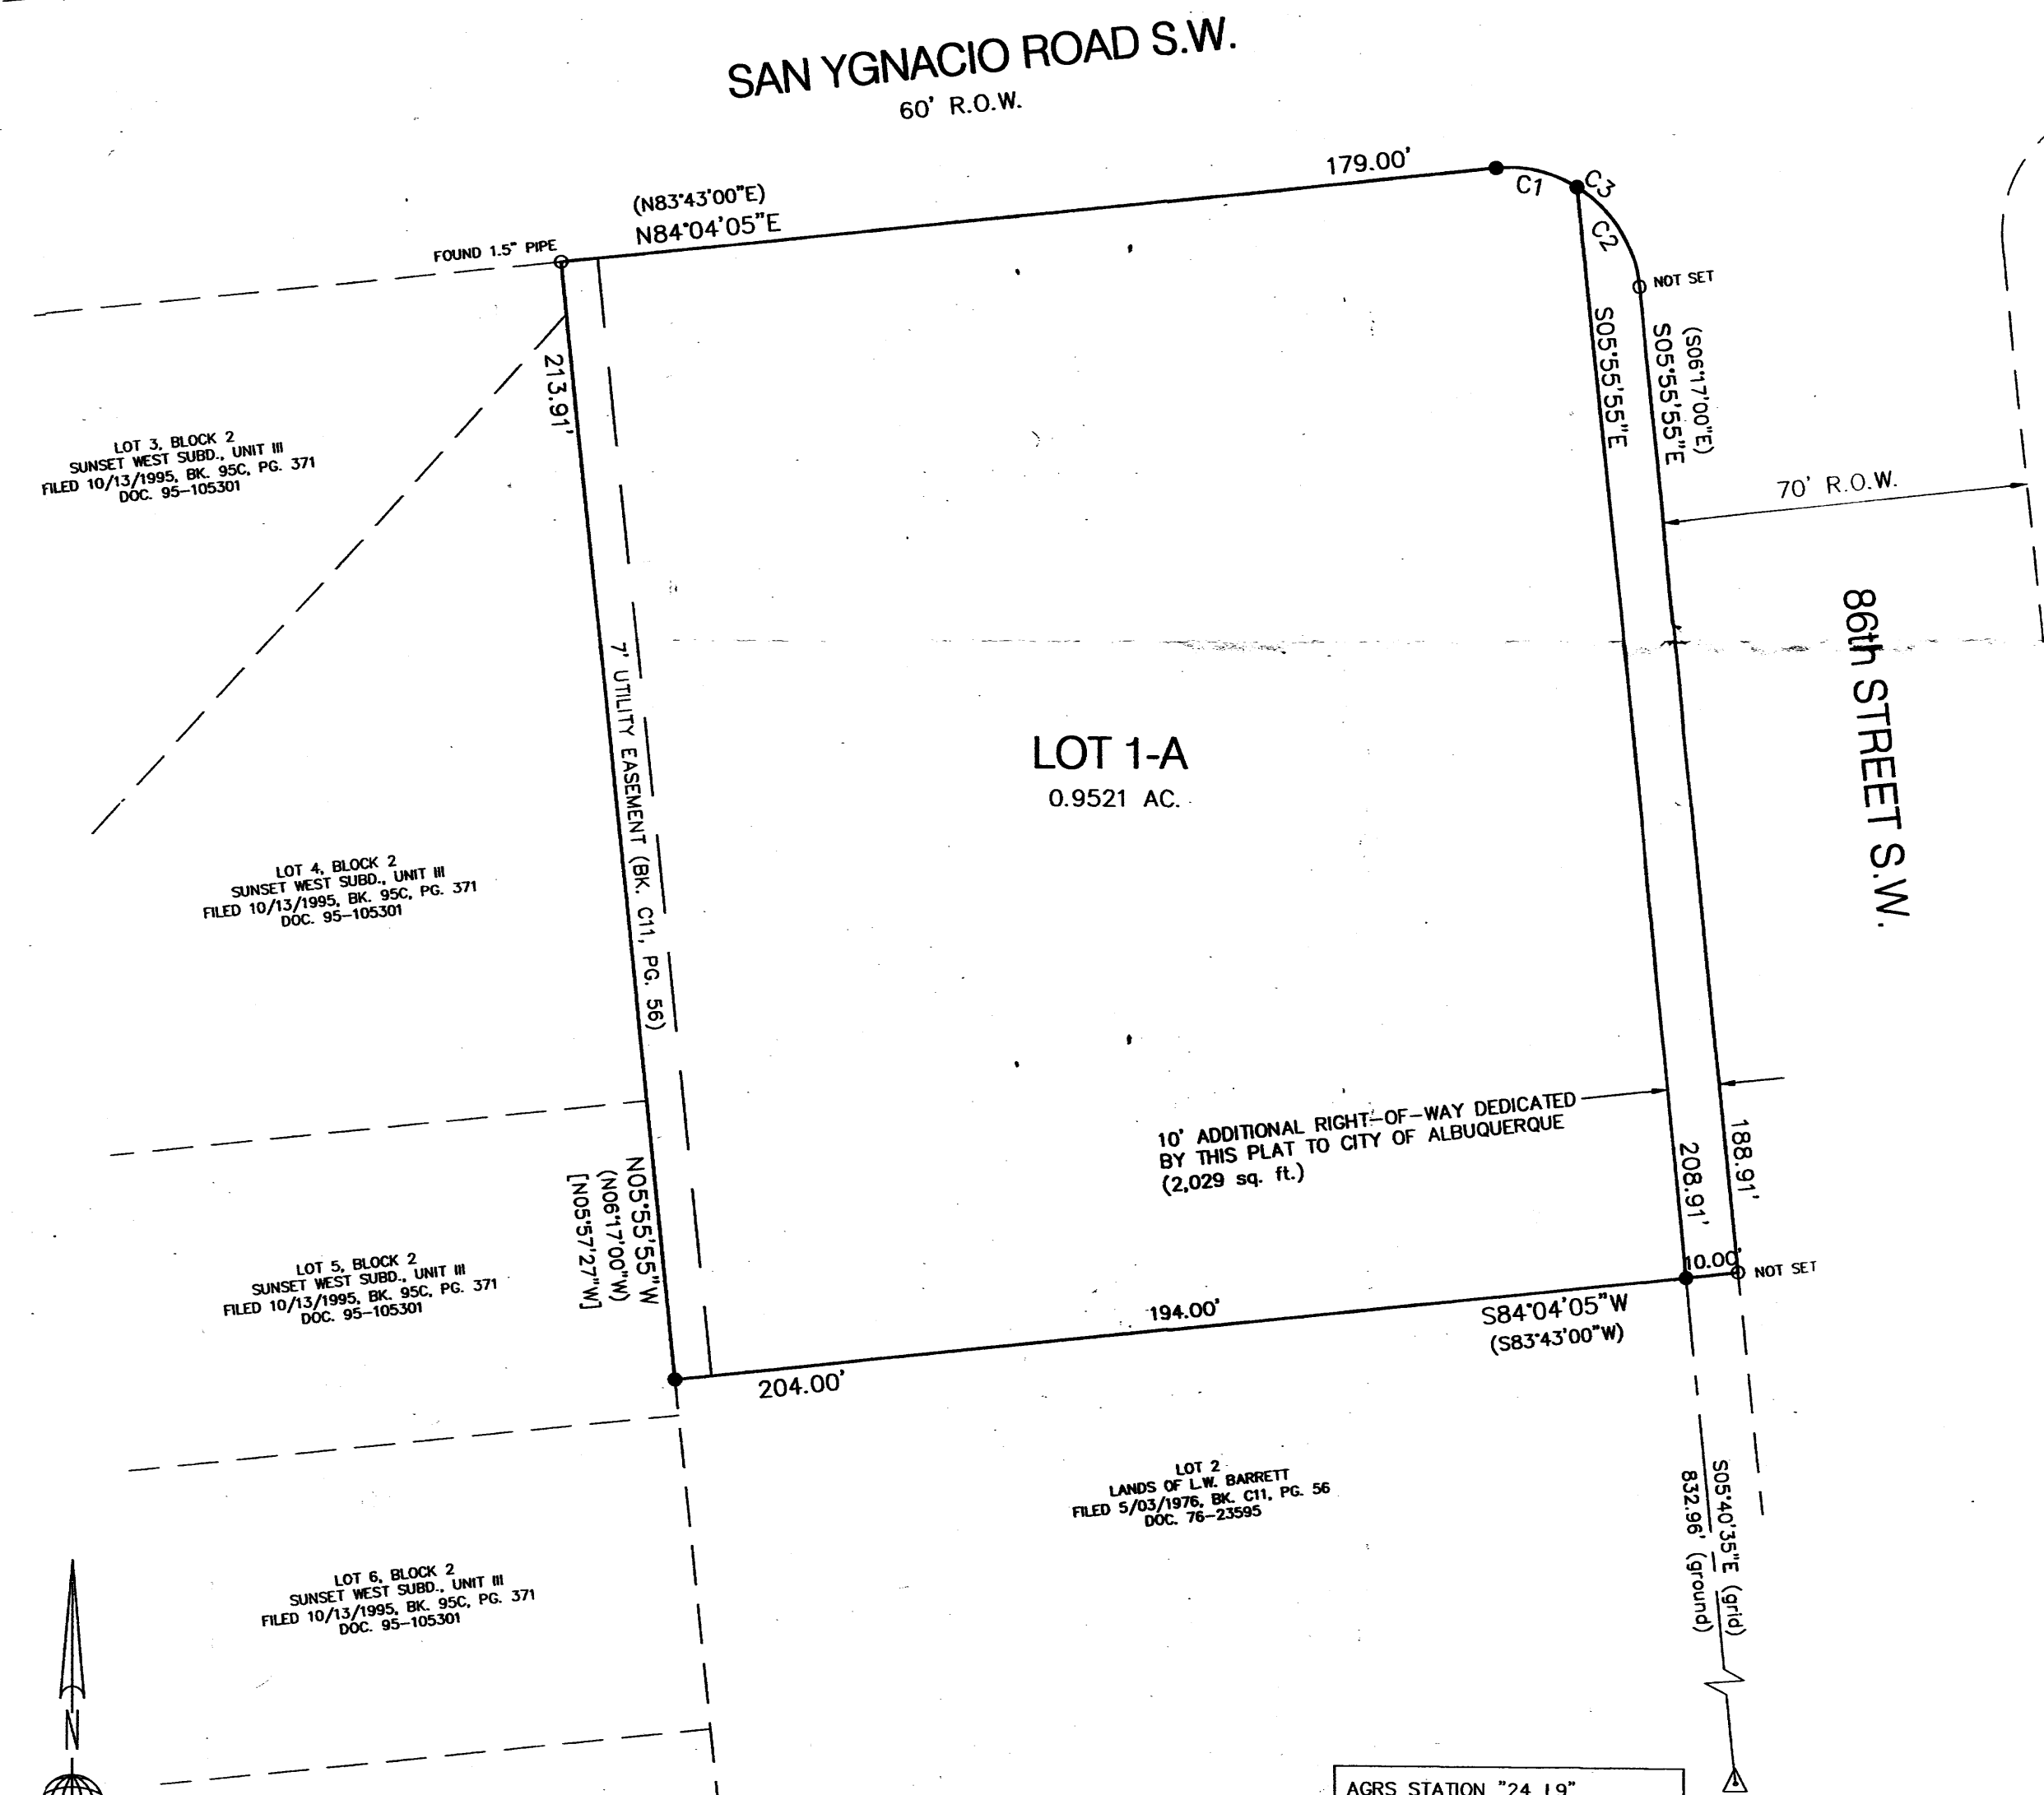 SAN YGNACIO ROAD S.W.
60' R.O.W.
179.00'
(N83°43'00"E)
N84°04'05"E
FOUND 1.5" PIPE
C1
C3
C2
NOT SET
S05°55'55"E
S05°55'55"E
(S06°17'00"E)
213.91'
70' R.O.W.
LOT 3, BLOCK 2
SUNSET WEST SUBD., UNIT III
FILED 10/13/1995, BK. 95C, PG. 371
DOC. 95-105301
86th STREET S.W.
7' UTILITY EASEMENT (BK. C11, PG. 56)
LOT 1-A
0.9521 AC.
LOT 4, BLOCK 2
SUNSET WEST SUBD., UNIT III
FILED 10/13/1995, BK. 95C, PG. 371
DOC. 95-105301
10' ADDITIONAL RIGHT-OF-WAY DEDICATED
BY THIS PLAT TO CITY OF ALBUQUERQUE
(2,029 sq. ft.)
188.91'
208.91'
N05°55'55"W
(N06°17'00"W)
[N05°57'27"W]
LOT 5, BLOCK 2
SUNSET WEST SUBD., UNIT III
FILED 10/13/1995, BK. 95C, PG. 371
DOC. 95-105301
10.00'
NOT SET
194.00'
S84°04'05"W
(S83°43'00"W)
204.00'
LOT 2
LANDS OF L.W. BARRETT
FILED 5/03/1976, BK. C11, PG. 56
DOC. 76-23595
S05°40'35"E (grid)
832.96' (ground)
LOT 6, BLOCK 2
SUNSET WEST SUBD., UNIT III
FILED 10/13/1995, BK. 95C, PG. 371
DOC. 95-105301
N
AGRS STATION "24 L9"